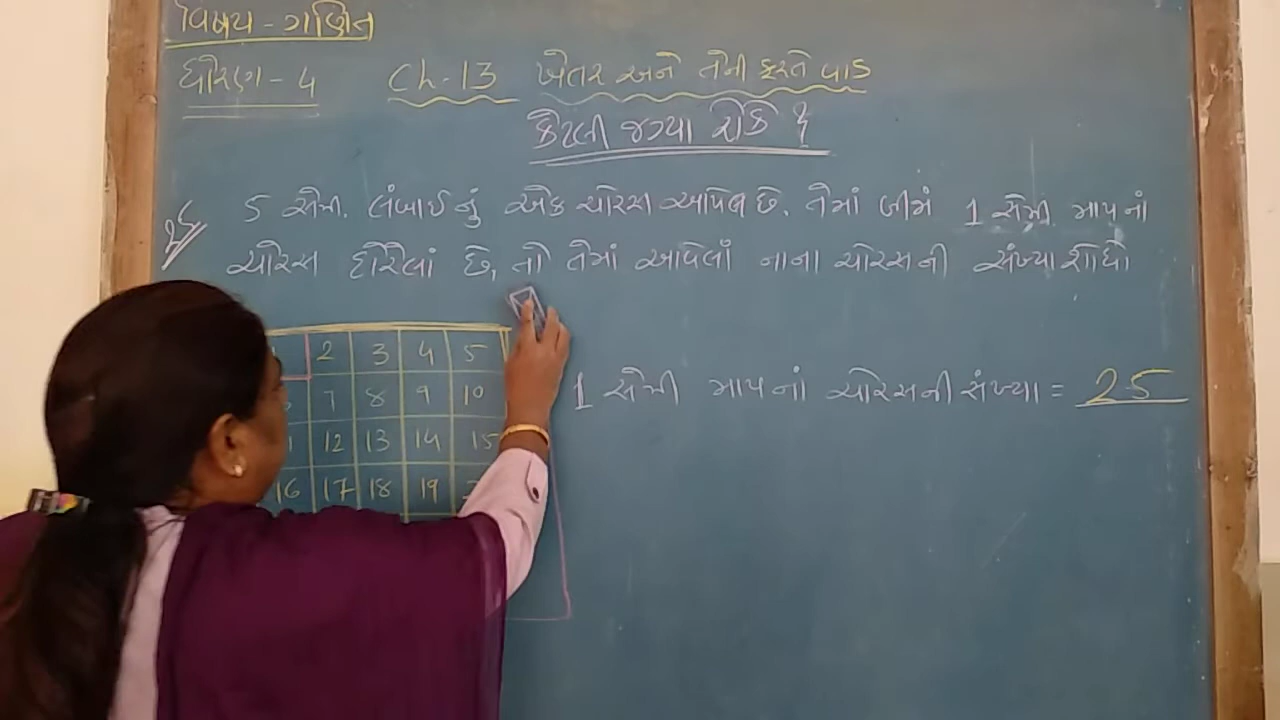 વિષય - ગણિત
ધોરણ - 4 Ch-13 ખેતર અને તેની ફરતે વાડ
કેટલી જગ્યા રોકે ?
5 સેમી. લંબાઈનું એક ચોરસ આપેલ છે. તેમાં 1 સેમી માપનાં
ચોરસ દોરેલાં છે, તો તેમાં આવેલાં નાના ચોરસની સંખ્યા શોધો
2 3 4 5
7 8 9 10
12 13 14 15
16 17 18 19
1 સેમી માપનાં ચોરસની સંખ્યા = 25